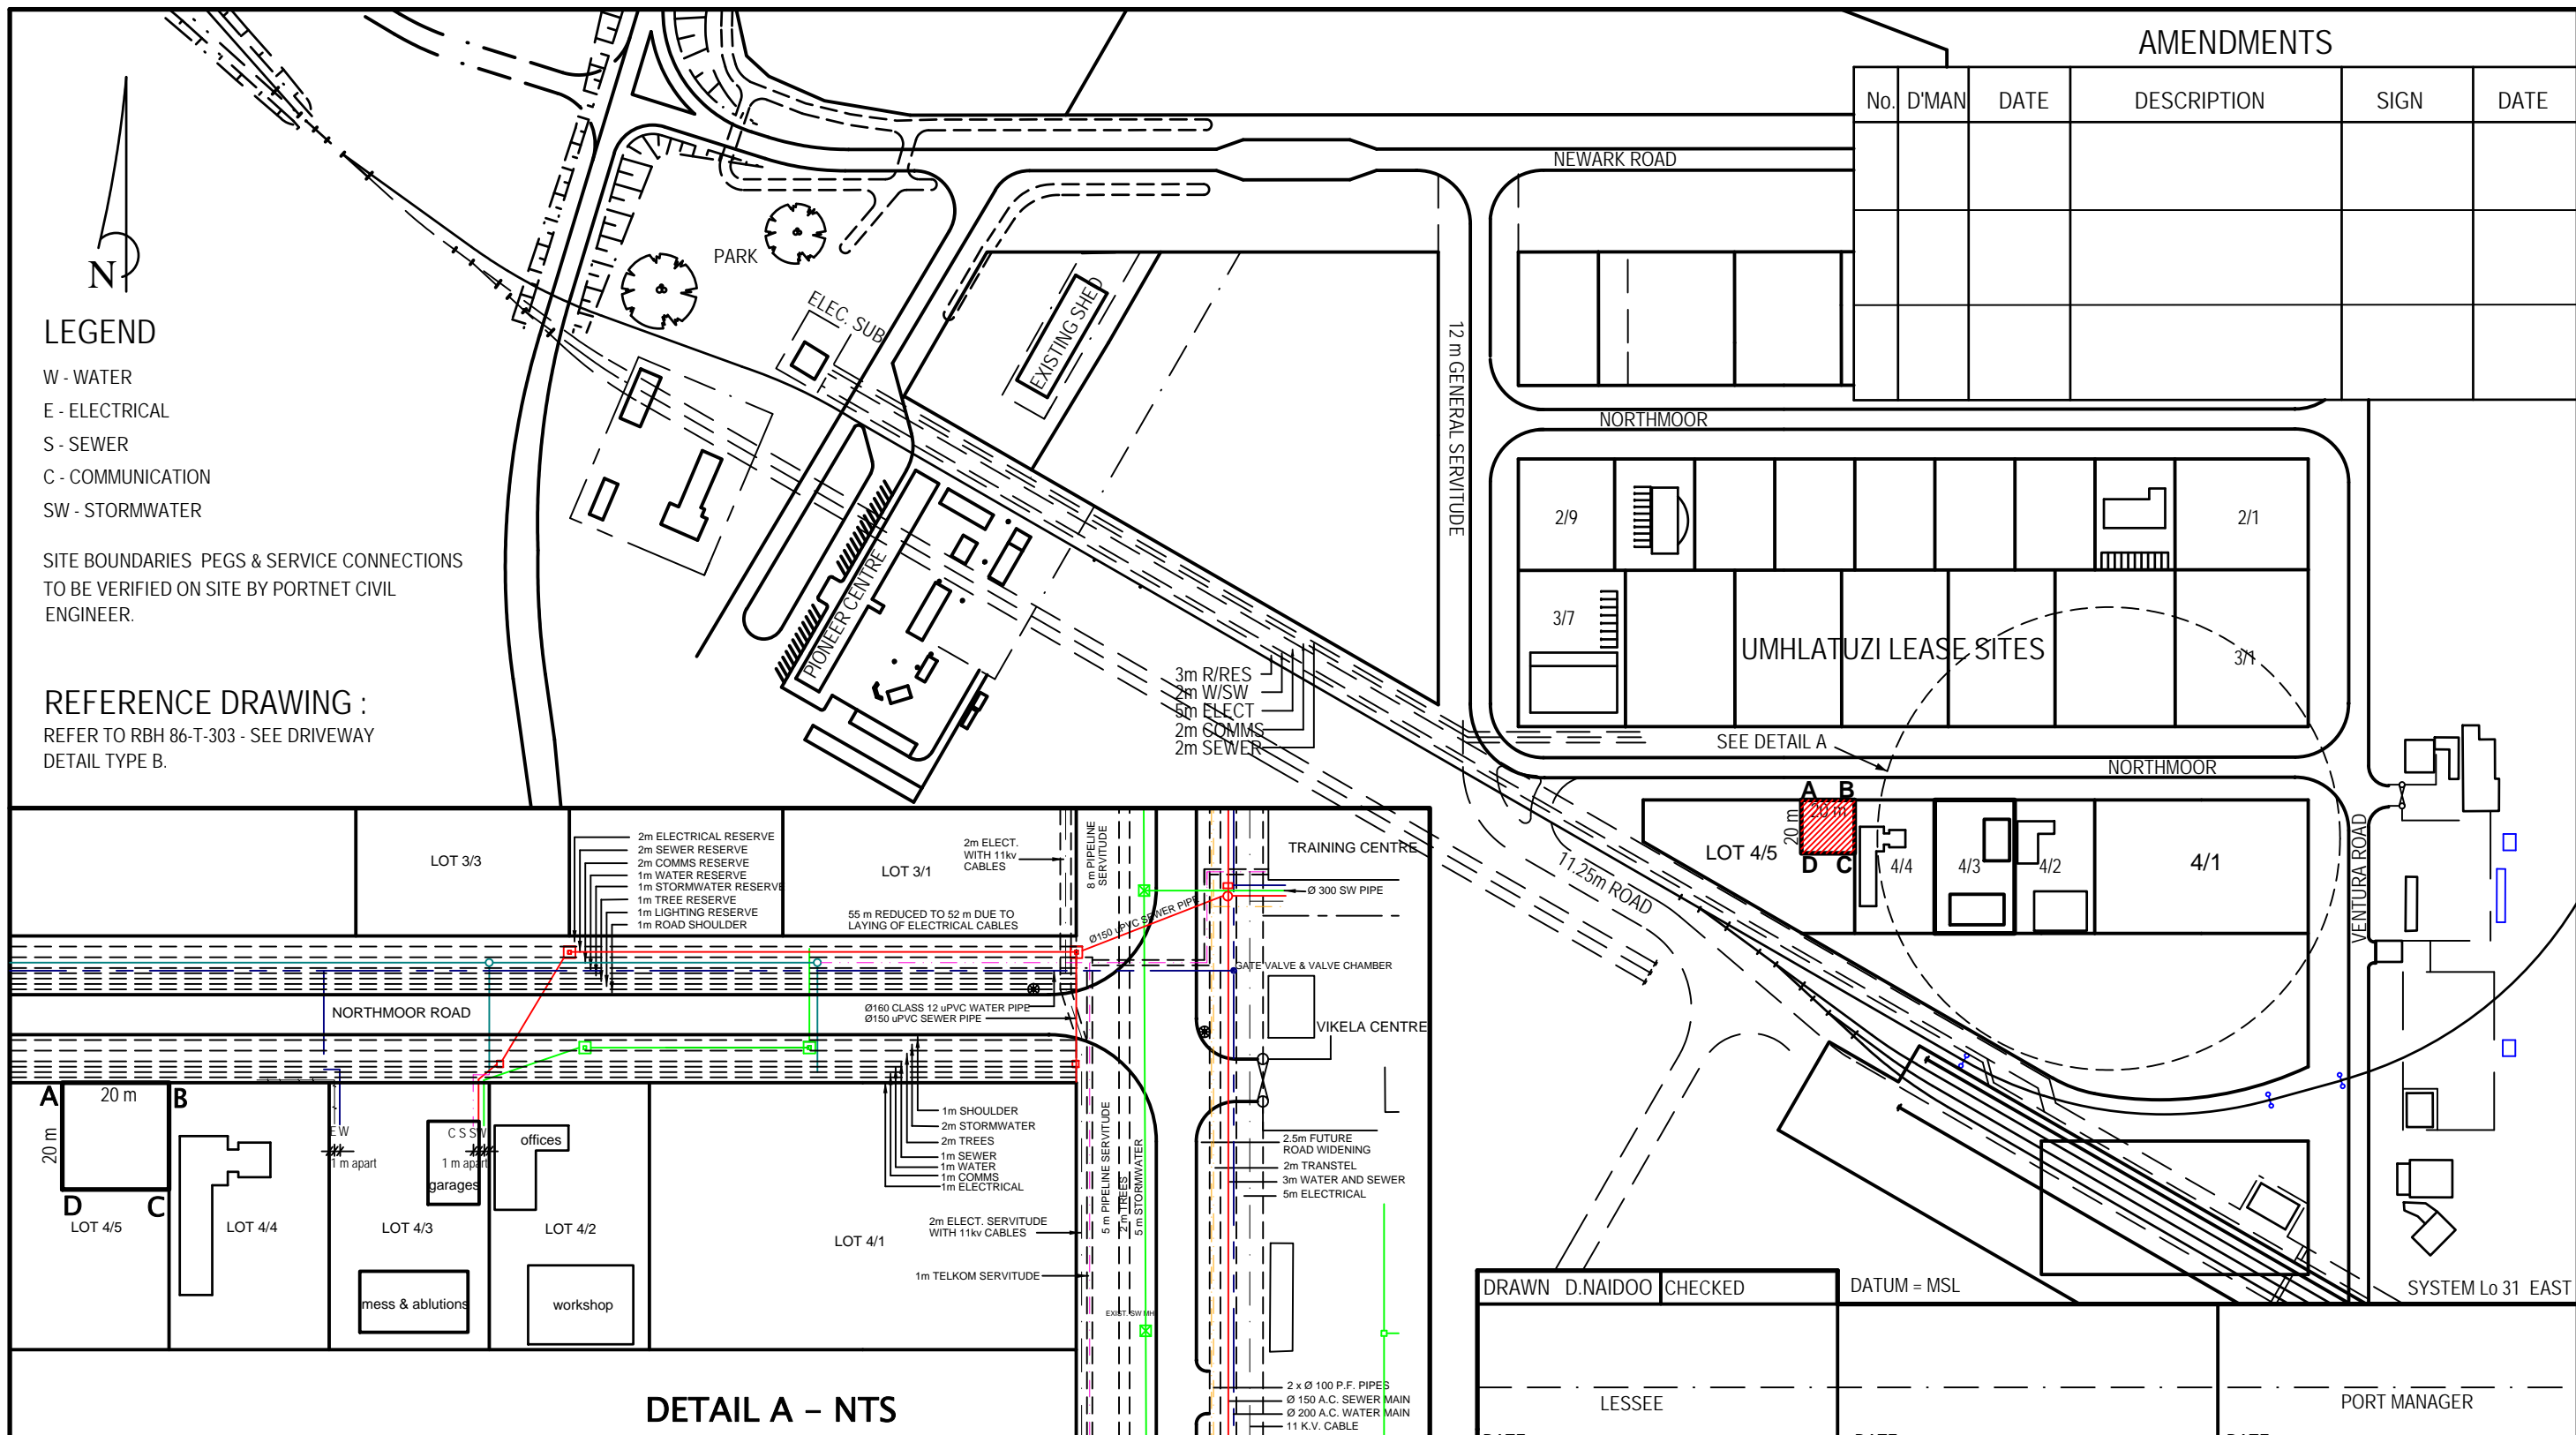 AMENDMENTS
No. D'MAN DATE DESCRIPTION SIGN DATE
NEWARK ROAD
PARK
ELEC. SUB
EXISTING SHED
12 m GENERAL SERVITUDE
NORTHMOOR
N
LEGEND
W - WATER
E - ELECTRICAL
S - SEWER
C - COMMUNICATION
SW - STORMWATER
SITE BOUNDARIES PEGS & SERVICE CONNECTIONS
TO BE VERIFIED ON SITE BY PORTNET CIVIL
ENGINEER.
REFERENCE DRAWING :
REFER TO RBH 86-T-303 - SEE DRIVEWAY
DETAIL TYPE B.
PIONEER CENTRE
3m R/RES
2m W/SW
5m ELECT
2m COMMS
2m SEWER
2/9
2/1
3/7
UMHLATUZI LEASE SITES
3/1
SEE DETAIL A
NORTHMOOR
A B
20 m
20 m
D C
LOT 4/5
4/4
4/3
4/2
4/1
VENTURA ROAD
11.25m ROAD
LOT 3/3
2m ELECTRICAL RESERVE
2m SEWER RESERVE
2m COMMS RESERVE
1m WATER RESERVE
1m STORMWATER RESERVE
1m TREE RESERVE
1m LIGHTING RESERVE
1m ROAD SHOULDER
LOT 3/1
2m ELECT.
WITH 11kv
CABLES
55 m REDUCED TO 52 m DUE TO
LAYING OF ELECTRICAL CABLES
8 m PIPELINE
SERVITUDE
TRAINING CENTRE
Ø 300 SW PIPE
Ø150 uPVC SEWER PIPE
GATE VALVE & VALVE CHAMBER
NORTHMOOR ROAD
Ø160 CLASS 12 uPVC WATER PIPE
Ø150 uPVC SEWER PIPE
VIKELA CENTRE
A
20 m
B
20 m
D
C
LOT 4/5
LOT 4/4
E W
1 m apart
C S SW
1 m apart
garages
offices
LOT 4/3
LOT 4/2
mess & ablutions
workshop
LOT 4/1
1m SHOULDER
2m STORMWATER
2m TREES
1m SEWER
1m WATER
1m COMMS
1m ELECTRICAL
2m ELECT. SERVITUDE
WITH 11kv CABLES
1m TELKOM SERVITUDE
5 m PIPELINE SERVITUDE
2 m TREES
5 m STORMWATER
EXIST. SW MH
2.5m FUTURE
ROAD WIDENING
2m TRANSTEL
3m WATER AND SEWER
5m ELECTRICAL
2 x Ø 100 P.F. PIPES
Ø 150 A.C. SEWER MAIN
Ø 200 A.C. WATER MAIN
11 K.V. CABLE
DETAIL A – NTS
DRAWN D.NAIDOO CHECKED
DATUM = MSL
SYSTEM Lo 31 EAST
LESSEE
PORT MANAGER